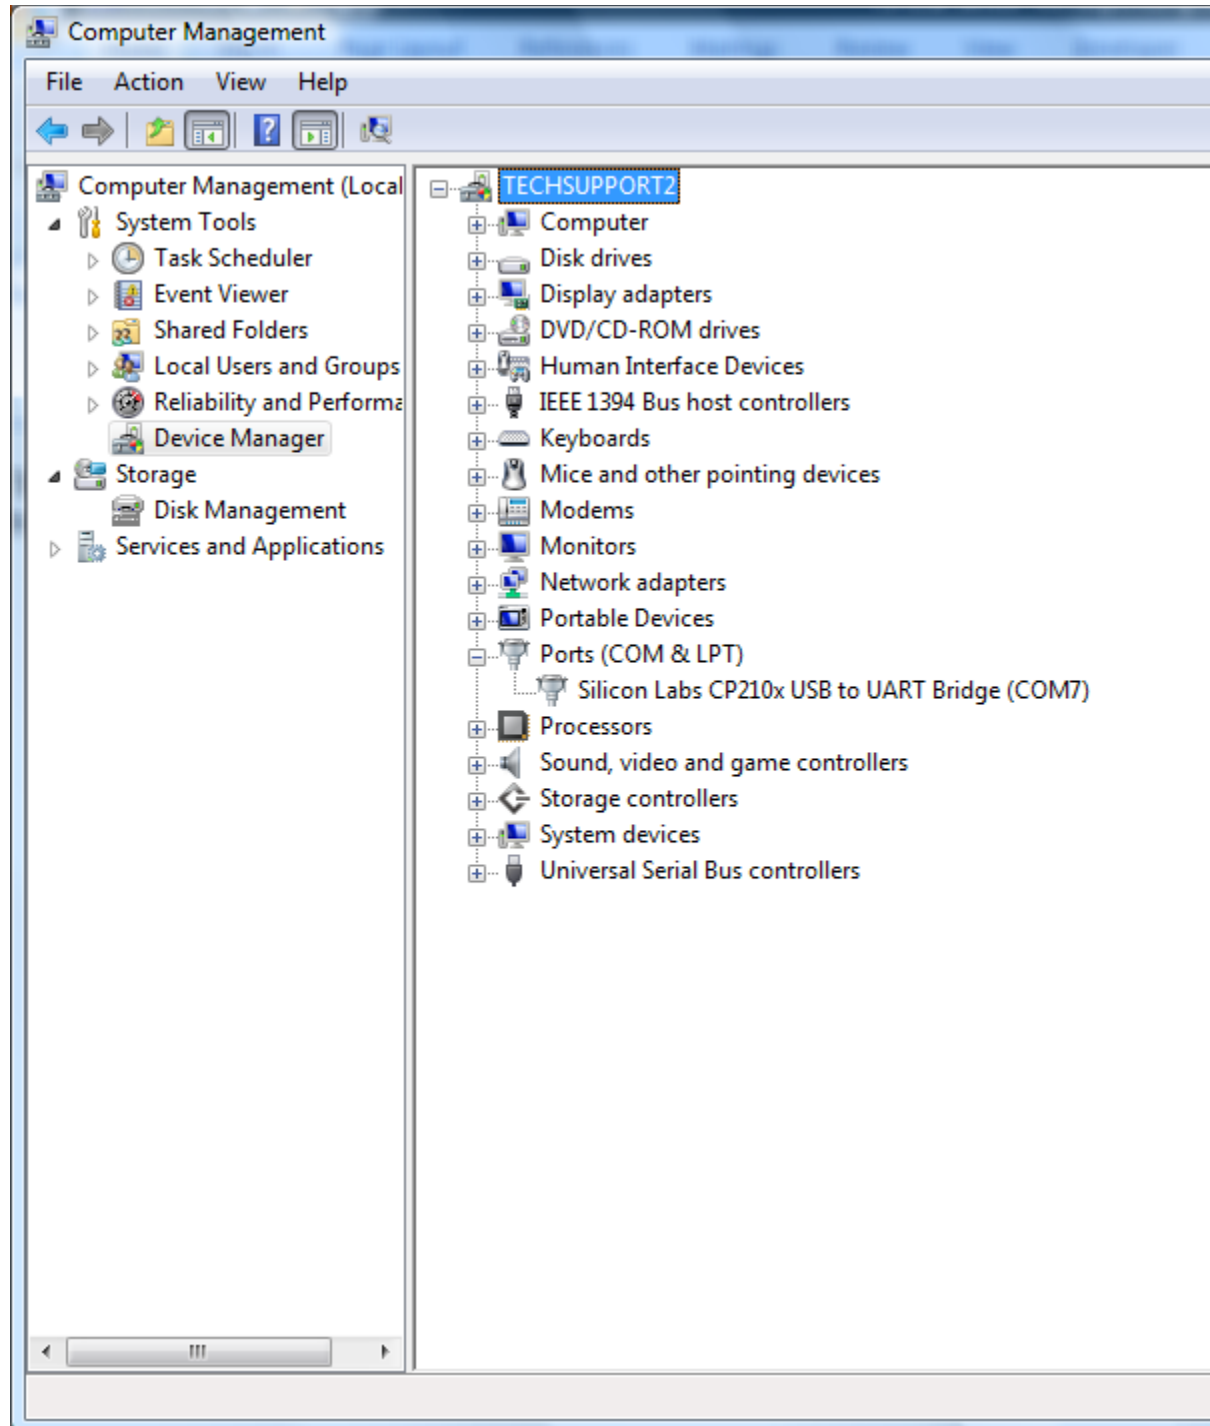 Computer Management
File Action View Help
Computer Management (Local
System Tools
Task Scheduler
Event Viewer
Shared Folders
Local Users and Groups
Reliability and Performa
Device Manager
Storage
Disk Management
Services and Applications
TECHSUPPORT2
Computer
Disk drives
Display adapters
DVD/CD-ROM drives
Human Interface Devices
IEEE 1394 Bus host controllers
Keyboards
Mice and other pointing devices
Modems
Monitors
Network adapters
Portable Devices
Ports (COM & LPT)
Silicon Labs CP210x USB to UART Bridge (COM7)
Processors
Sound, video and game controllers
Storage controllers
System devices
Universal Serial Bus controllers